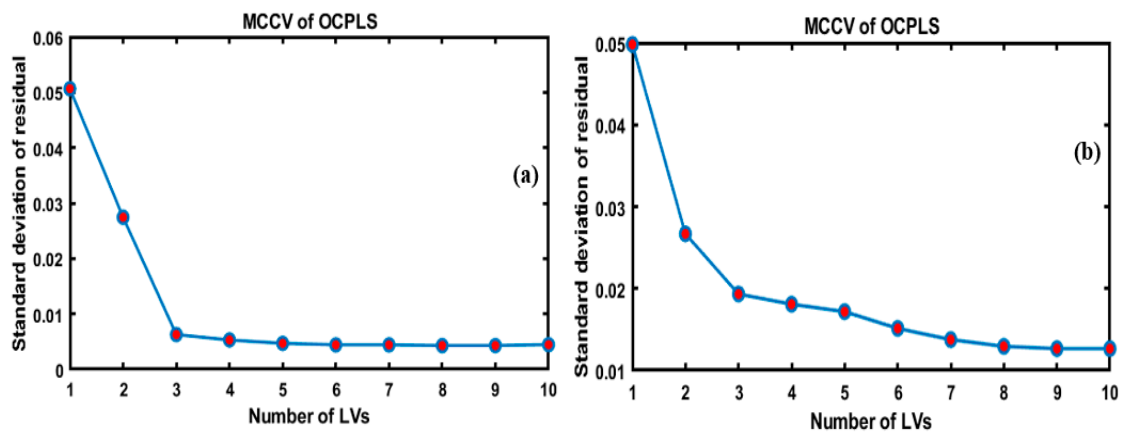 MCCV of OCPLS
Standard deviation of residual
0.06
0.05
0.04
0.03
0.02
0.01
0
(a)
1 2 3 4 5 6 7 8 9 10
Number of LVs
MCCV of OCPLS
Standard deviation of residual
0.05
0.04
0.03
0.02
0.01
(b)
1 2 3 4 5 6 7 8 9 10
Number of LVs